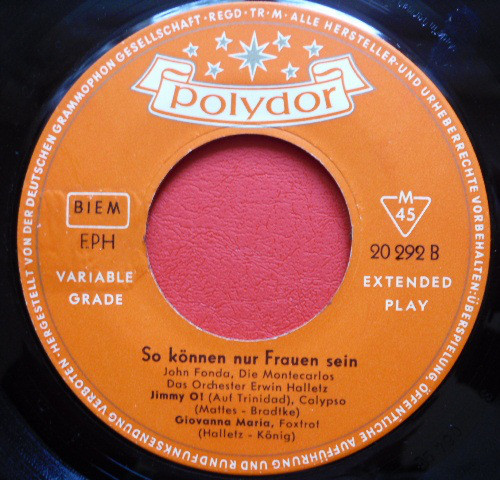 HERGESTELLT VON DER DEUTSCHEN GRAMMOPHON GESELLSCHAFT · REGD · TR · M · ALLE HERSTELLER- UND URHEBERRECHTE VORBEHALTEN · ÜBERSPIELUNG · ÖFFENTLICHE AUFFÜHRUNG UND RUNDFUNKSENDUNG VERBOTEN ·
Polydor
BIEM
EPH
VARIABLE
GRADE
M
45
20 292 B
EXTENDED
PLAY
So können nur Frauen sein
John Fonda, Die Montecarlos
Das Orchester Erwin Halletz
Jimmy O! (Auf Trinidad), Calypso
(Mattes - Bradtke)
Giovanna Maria, Foxtrot
(Halletz - König)